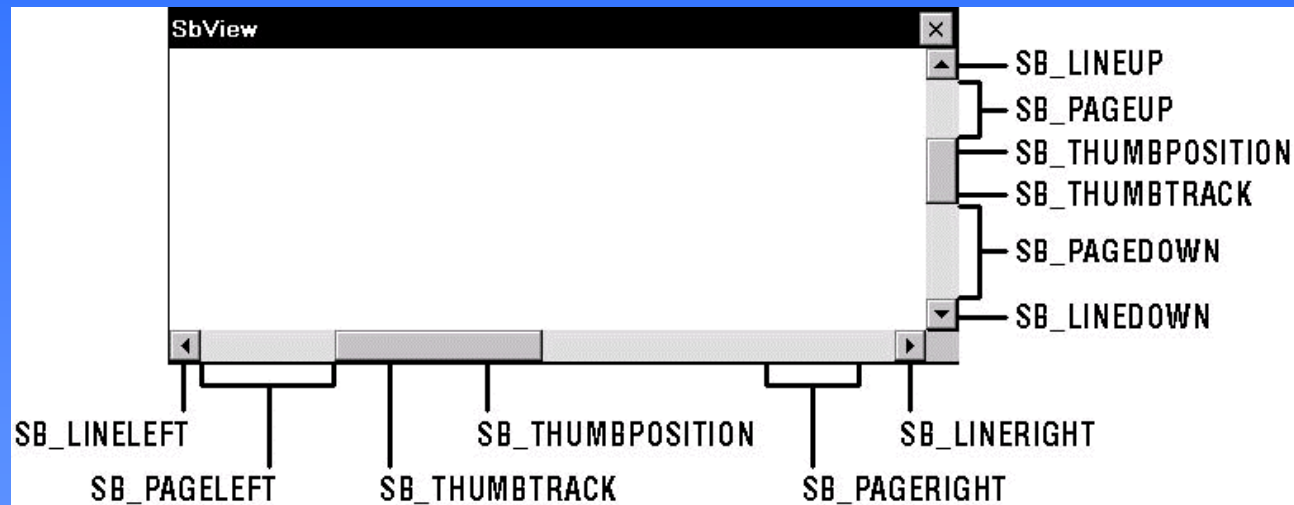 SbView
SB_LINEUP
SB_PAGEUP
SB_THUMBPOSITION
SB_THUMBTRACK
SB_PAGEDOWN
SB_LINEDOWN
SB_LINELEFT
SB_THUMBPOSITION
SB_LINERIGHT
SB_PAGELEFT
SB_THUMBTRACK
SB_PAGERIGHT